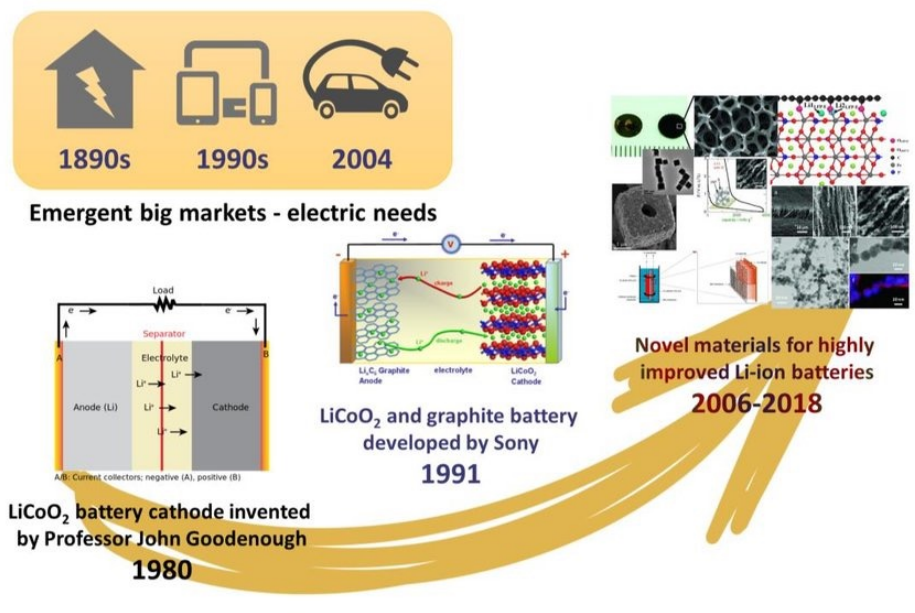 1890s
1990s
2004
Emergent big markets - electric needs
Load
e-
e-
Separator
A
B
Electrolyte
Li+
Li+
Anode (Li)
Li+
Cathode
Li+
A/B: Current collectors; negative (A), positive (B)
LiCoO2 battery cathode invented
by Professor John Goodenough
1980
e-
V
e-
-
+
Li+
charge
e-
e-
Li+
discharge
LixC6 Graphite
Anode
electrolyte
LiCoO2
Cathode
LiCoO2 and graphite battery
developed by Sony
1991
Novel materials for highly
improved Li-ion batteries
2006-2018